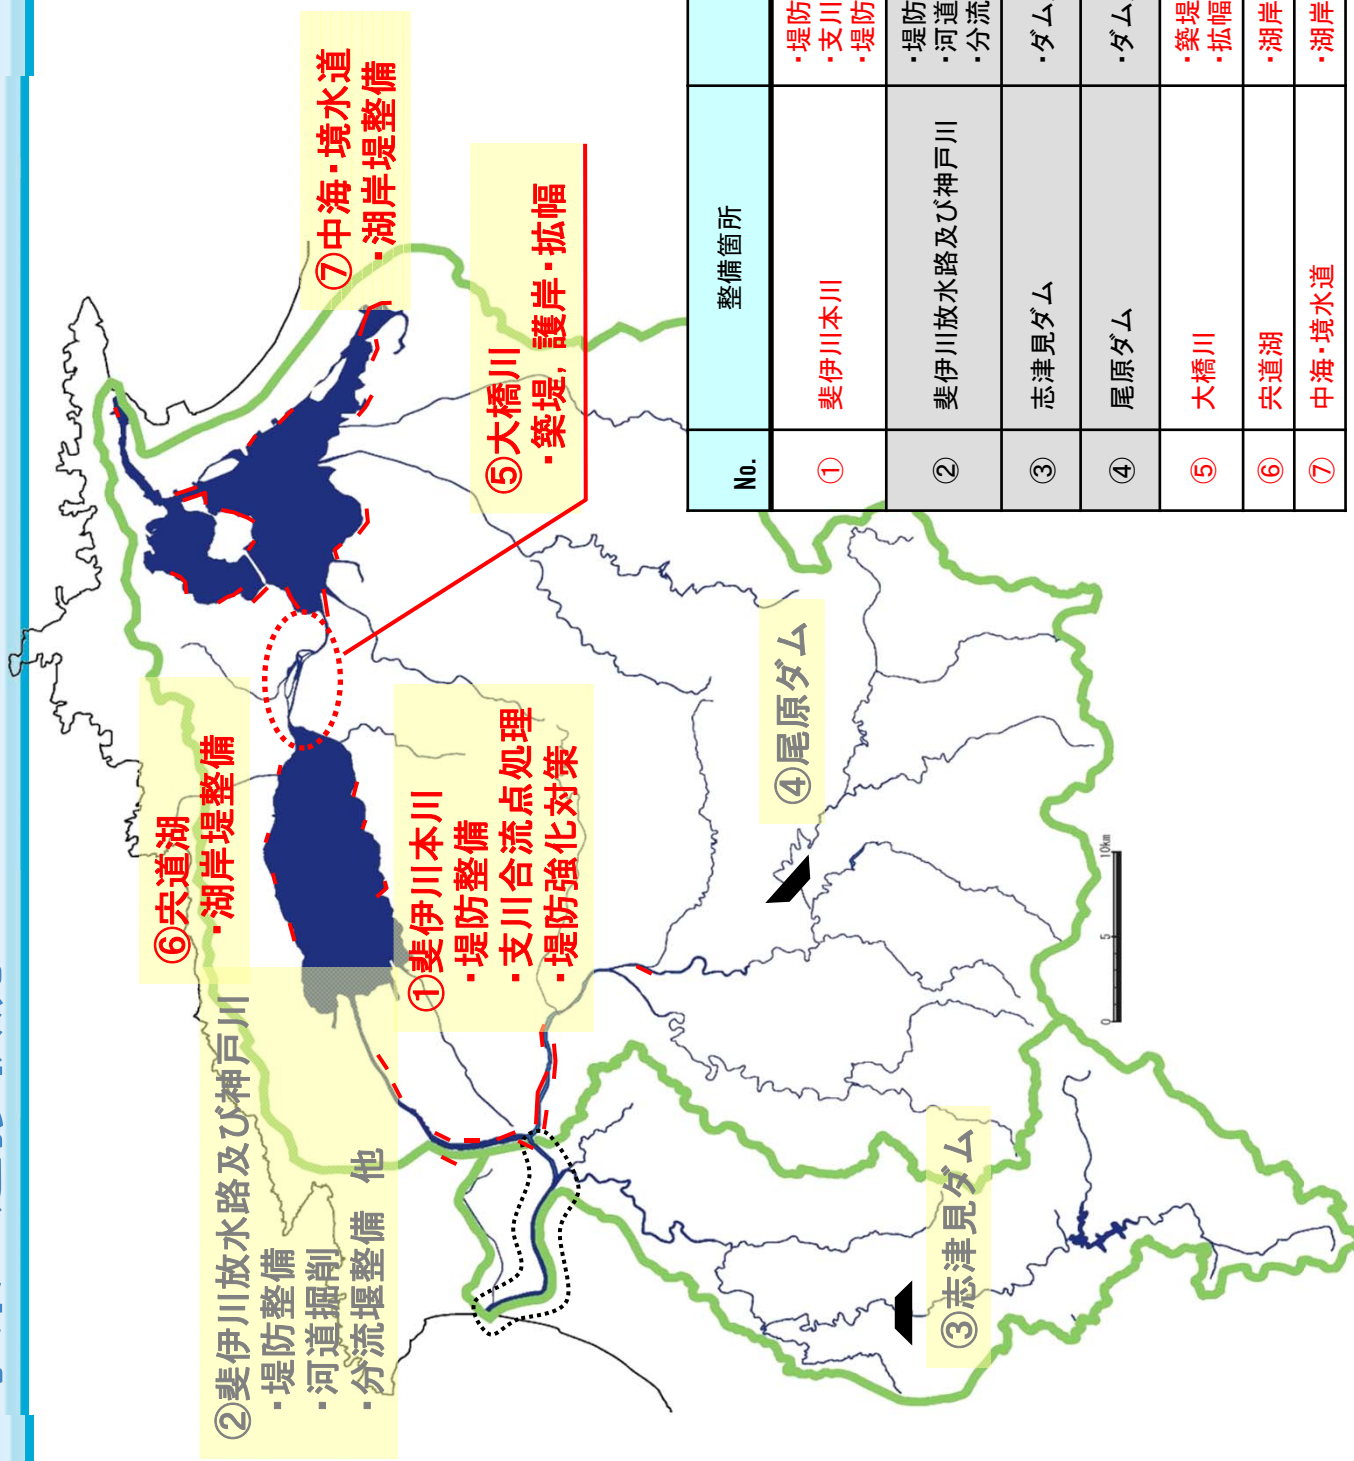 ⑦中海・境水道
・湖岸堤整備
⑤大橋川
・築堤，護岸・拡幅
⑥宍道湖
・湖岸堤整備
①斐伊川本川
・堤防整備
・支川合流点処理
・堤防強化対策
②斐伊川放水路及び神戸川
・堤防整備
・河道掘削
・分流堰整備　他
④尾原ダム
③志津見ダム
0 5 10km
No. 整備箇所
① 斐伊川本川 ・堤防
・支川
・堤防
② 斐伊川放水路及び神戸川 ・堤防
・河道
・分流
③ 志津見ダム ・ダム
④ 尾原ダム ・ダム
⑤ 大橋川 ・築堤
・拡幅
⑥ 宍道湖 ・湖岸
⑦ 中海・境水道 ・湖岸